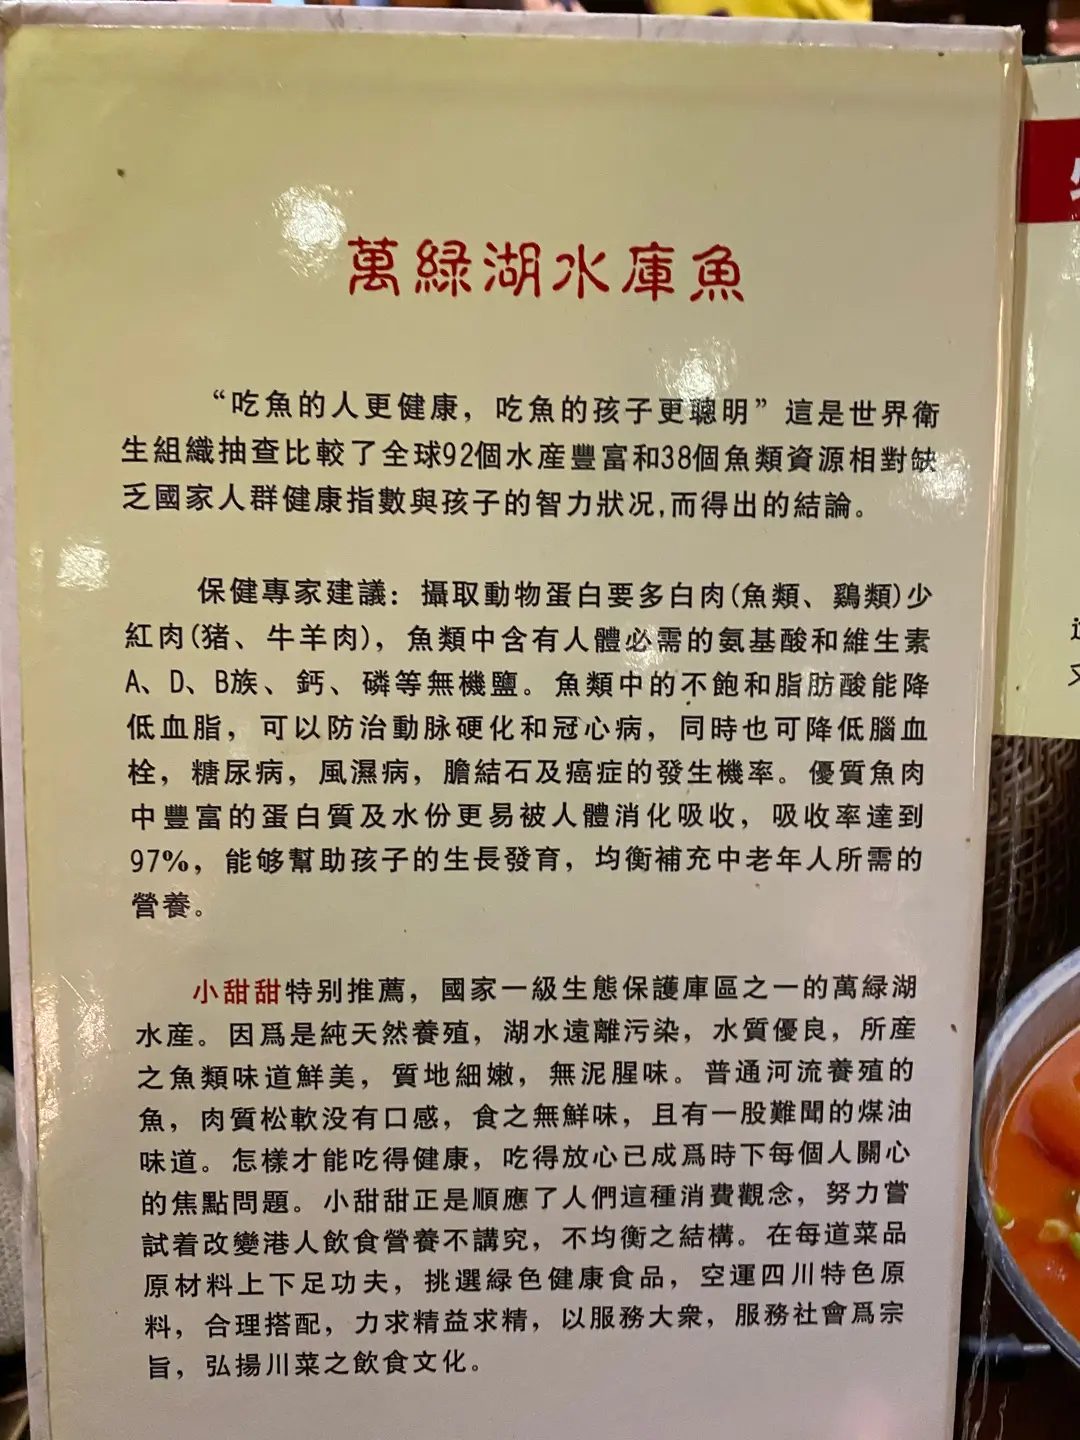 萬綠湖水庫魚
“吃魚的人更健康，吃魚的孩子更聰明”這是世界衛
生組織抽查比較了全球92個水産豐富和38個魚類資源相對缺
乏國家人群健康指數與孩子的智力狀况,而得出的結論。
保健專家建議：攝取動物蛋白要多白肉(魚類、鷄類)少
紅肉(猪、牛羊肉)，魚類中含有人體必需的氨基酸和維生素
A、D、B族、鈣、磷等無機鹽。魚類中的不飽和脂肪酸能降
低血脂，可以防治動脉硬化和冠心病，同時也可降低腦血
栓，糖尿病，風濕病，膽結石及癌症的發生機率。優質魚肉
中豐富的蛋白質及水份更易被人體消化吸收，吸收率達到
97%，能够幫助孩子的生長發育，均衡補充中老年人所需的
營養。
小甜甜特别推薦，國家一級生態保護庫區之一的萬綠湖
水産。因爲是純天然養殖，湖水遠離污染，水質優良，所産
之魚類味道鮮美，質地細嫩，無泥腥味。普通河流養殖的
魚，肉質松軟没有口感，食之無鮮味，且有一股難聞的煤油
味道。怎樣才能吃得健康，吃得放心已成爲時下每個人關心
的焦點問題。小甜甜正是順應了人們這種消費觀念，努力嘗
試着改變港人飲食營養不講究，不均衡之結構。在每道菜品
原材料上下足功夫，挑選緑色健康食品，空運四川特色原
料，合理搭配，力求精益求精，以服務大衆，服務社會爲宗
旨，弘揚川菜之飲食文化。